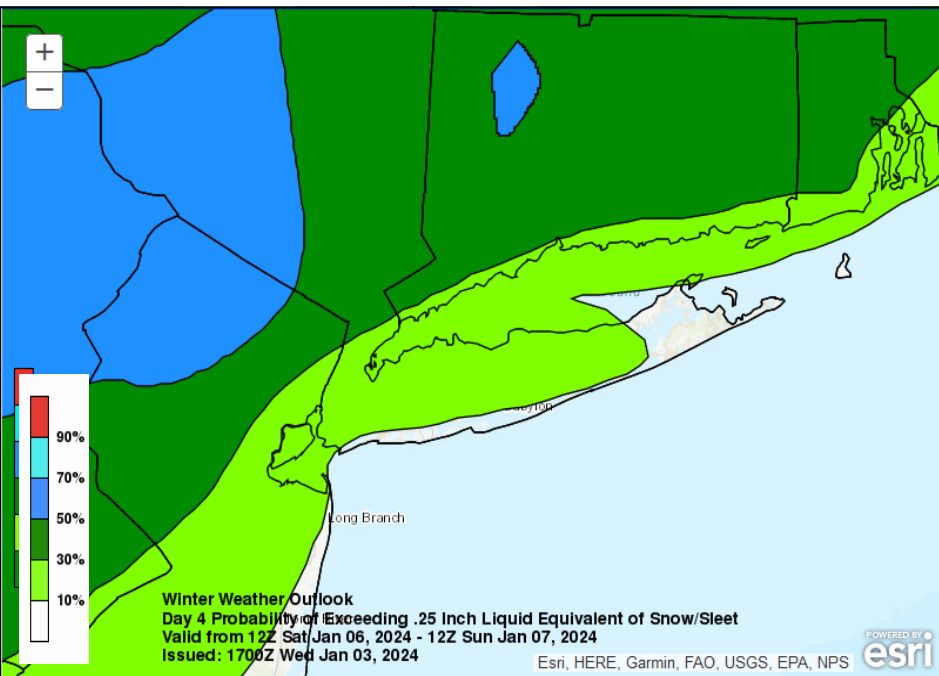 +
−
Sound
Babylon
Long Branch
90%
70%
50%
30%
10%
Winter Weather Outlook
Day 4 Probability of Exceeding .25 Inch Liquid Equivalent of Snow/Sleet
Valid from 12Z Sat Jan 06, 2024 - 12Z Sun Jan 07, 2024
Issued: 1700Z Wed Jan 03, 2024
Esri, HERE, Garmin, FAO, USGS, EPA, NPS
POWERED BY
esri